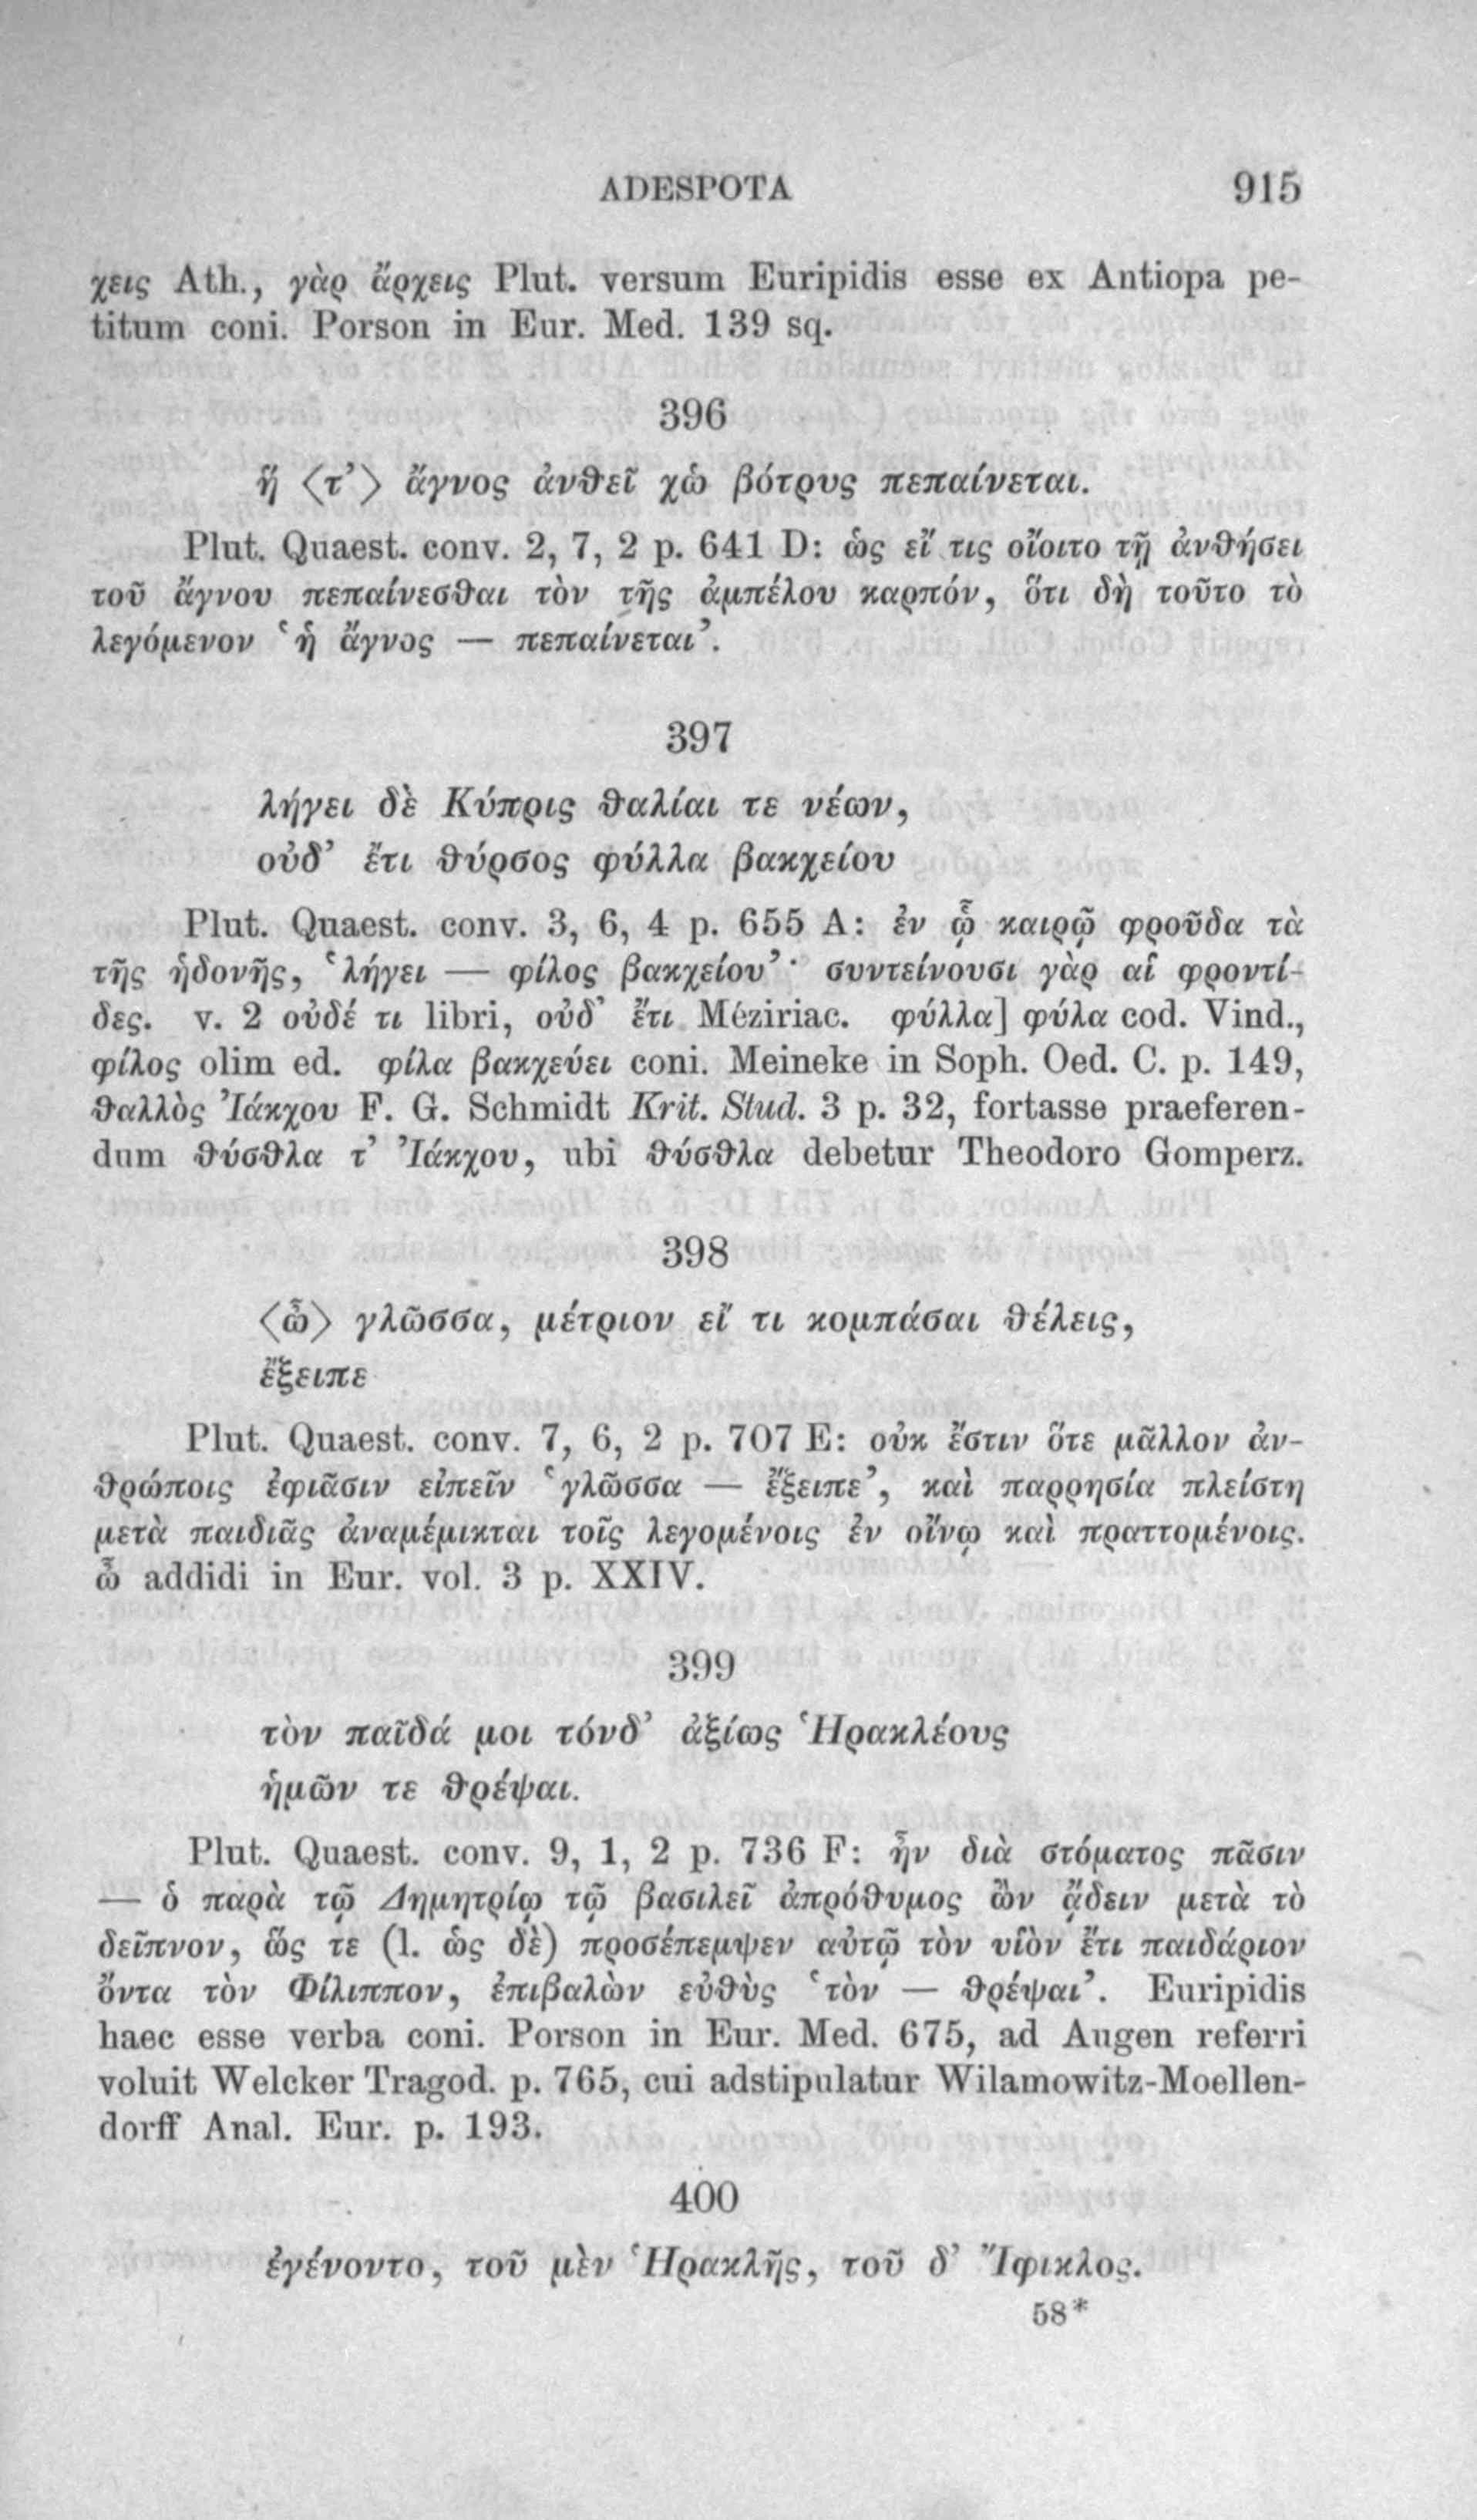 ADESPOTA 915
χεις Ath., γὰρ ἄρχεις Plut. versum Euripidis esse ex Antiopa pe-
titum coni. Porson in Eur. Med. 139 sq.
396
ἥ ⟨τ’⟩ ἄγνος ἀνθεῖ χὠ βότρυς πεπαίνεται.
Plut. Quaest. conv. 2, 7, 2 p. 641 D: ὡς εἴ τις οἴοιτο τῇ ἀνθήσει
τοῦ ἄγνου πεπαίνεσθαι τὸν τῆς ἀμπέλου καρπόν, ὅτι δὴ τοῦτο τὸ
λεγόμενον ‘ἡ ἄγνος — πεπαίνεται’.
397
λήγει δὲ Κύπρις θαλίαι τε νέων,
οὐδ’ ἔτι θύρσος φύλλα βακχείου
Plut. Quaest. conv. 3, 6, 4 p. 655 A: ἐν ᾧ καιρῷ φροῦδα τὰ
τῆς ἡδονῆς, ‘λήγει — φίλος βακχείου’· συντείνουσι γὰρ αἱ φροντί-
δες. v. 2 οὐδέ τι libri, οὐδ’ ἔτι Méziriac. φύλλα] φύλα cod. Vind.,
φίλος olim ed. φίλα βακχεύει coni. Meineke in Soph. Oed. C. p. 149,
θαλλὸς Ἰάκχου F. G. Schmidt Krit. Stud. 3 p. 32, fortasse praeferen-
dum θύσθλα τ’ Ἰάκχου, ubi θύσθλα debetur Theodoro Gomperz.
398
⟨ὦ⟩ γλῶσσα, μέτριον εἴ τι κομπάσαι θέλεις,
ἔξειπε
Plut. Quaest. conv. 7, 6, 2 p. 707 E: οὐκ ἔστιν ὅτε μᾶλλον ἀν-
θρώποις ἐφιᾶσιν εἰπεῖν ‘γλῶσσα — ἔξειπε’, καὶ παρρησία πλείστη
μετὰ παιδιᾶς ἀναμέμικται τοῖς λεγομένοις ἐν οἴνῳ καὶ πραττομένοις.
ὦ addidi in Eur. vol. 3 p. XXIV.
399
τὸν παῖδά μοι τόνδ’ ἀξίως Ἡρακλέους
ἡμῶν τε θρέψαι.
Plut. Quaest. conv. 9, 1, 2 p. 736 F: ἦν διὰ στόματος πᾶσιν
— ὁ παρὰ τῷ Δημητρίῳ τῷ βασιλεῖ ἀπρόθυμος ὢν ᾄδειν μετὰ τὸ
δεῖπνον, ὥς τε (l. ὡς δὲ) προσέπεμψεν αὐτῷ τὸν υἱὸν ἔτι παιδάριον
ὄντα τὸν Φίλιππον, ἐπιβαλὼν εὐθὺς ‘τὸν — θρέψαι’. Euripidis
haec esse verba coni. Porson in Eur. Med. 675, ad Augen referri
voluit Welcker Tragod. p. 765, cui adstipulatur Wilamowitz-Moellen-
dorff Anal. Eur. p. 193.
400
ἐγένοντο, τοῦ μὲν Ἡρακλῆς, τοῦ δ’ Ἴφικλος.
58*